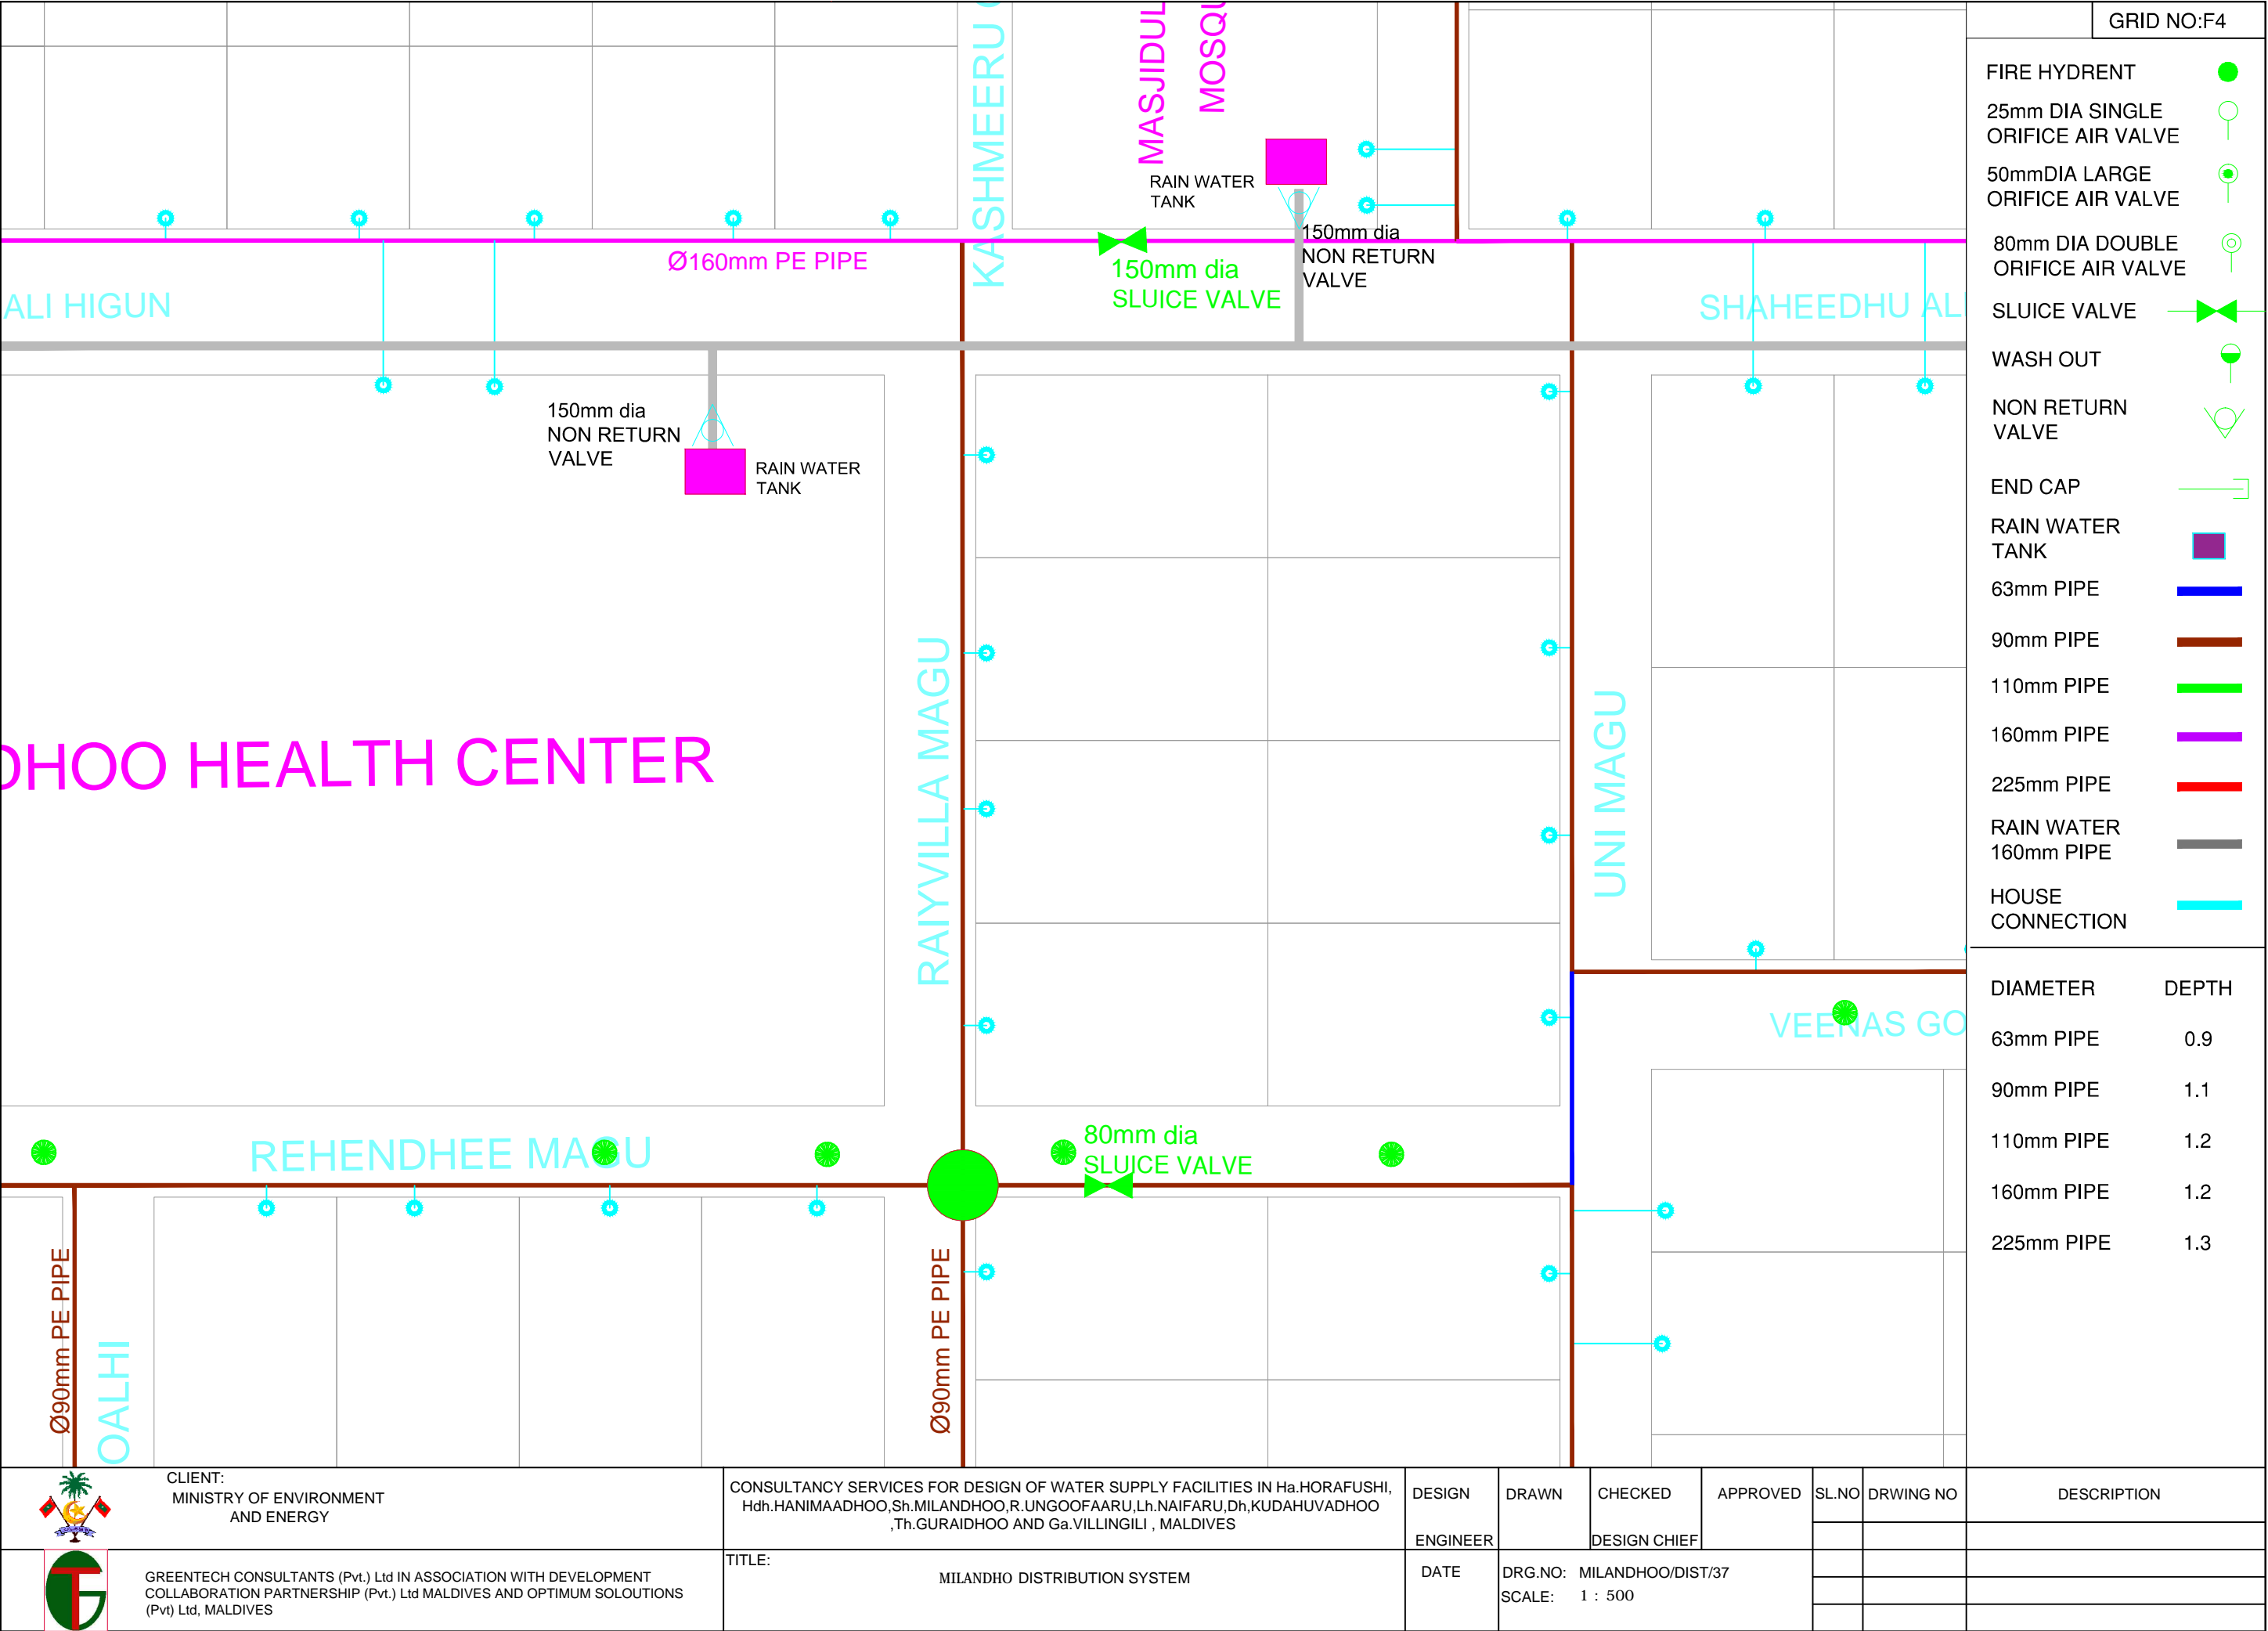 GRID NO:F4
KASHMEERU
MASJIDUL
RAIN WATER
TANK
150mm dia
NON RETURN
VALVE
Ø160mm PE PIPE
150mm dia
SLUICE VALVE
ALI HIGUN
SHAHEEDHU AL
150mm dia
NON RETURN
VALVE
RAIN WATER
TANK
DHOO HEALTH CENTER
RAIYVILLA MAGU
UNI MAGU
VEENAS GO
REHENDHEE MAGU
80mm dia
SLUICE VALVE
Ø90mm PE PIPE
OALHI
Ø90mm PE PIPE
FIRE HYDRENT
25mm DIA SINGLE
ORIFICE AIR VALVE
50mmDIA LARGE
ORIFICE AIR VALVE
80mm DIA DOUBLE
ORIFICE AIR VALVE
SLUICE VALVE
WASH OUT
NON RETURN
VALVE
END CAP
RAIN WATER
TANK
63mm PIPE
90mm PIPE
110mm PIPE
160mm PIPE
225mm PIPE
RAIN WATER
160mm PIPE
HOUSE
CONNECTION
DIAMETER DEPTH
63mm PIPE 0.9
90mm PIPE 1.1
110mm PIPE 1.2
160mm PIPE 1.2
225mm PIPE 1.3
CLIENT:
MINISTRY OF ENVIRONMENT
AND ENERGY
GREENTECH CONSULTANTS (Pvt.) Ltd IN ASSOCIATION WITH DEVELOPMENT
COLLABORATION PARTNERSHIP (Pvt.) Ltd MALDIVES AND OPTIMUM SOLOUTIONS
(Pvt) Ltd, MALDIVES
CONSULTANCY SERVICES FOR DESIGN OF WATER SUPPLY FACILITIES IN Ha.HORAFUSHI,
Hdh.HANIMAADHOO,Sh.MILANDHOO,R.UNGOOFAARU,Lh.NAIFARU,Dh,KUDAHUVADHOO
,Th.GURAIDHOO AND Ga.VILLINGILI , MALDIVES
TITLE:
MILANDHO DISTRIBUTION SYSTEM
DESIGN
ENGINEER
DRAWN
CHECKED
DESIGN CHIEF
APPROVED
SL.NO
DRWING NO
DESCRIPTION
DATE
DRG.NO: MILANDHOO/DIST/37
SCALE: 1 : 500